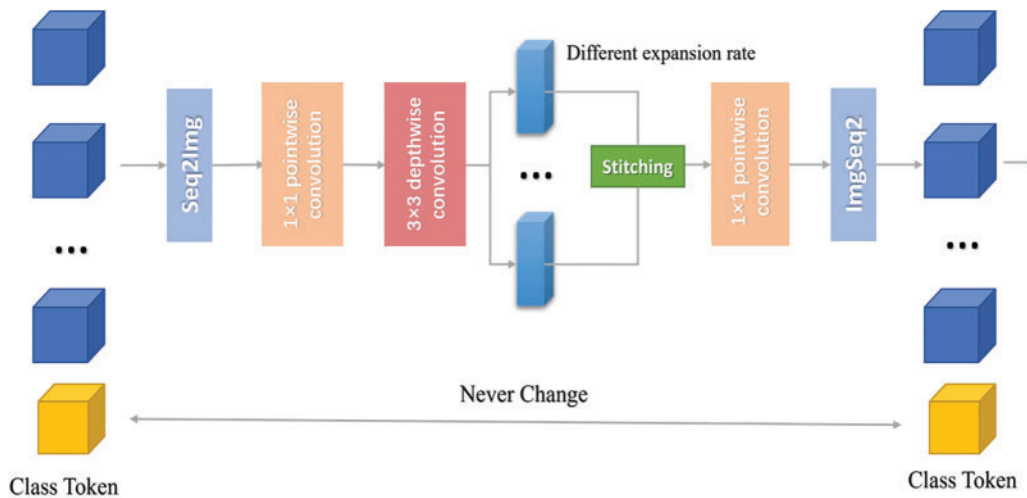 Different expansion rate
Seq2Img
1×1 pointwise
convolution
3×3 depthwise
convolution
...
...
Stitching
1×1 pointwise
convolution
ImgSeq2
...
Never Change
Class Token
Class Token